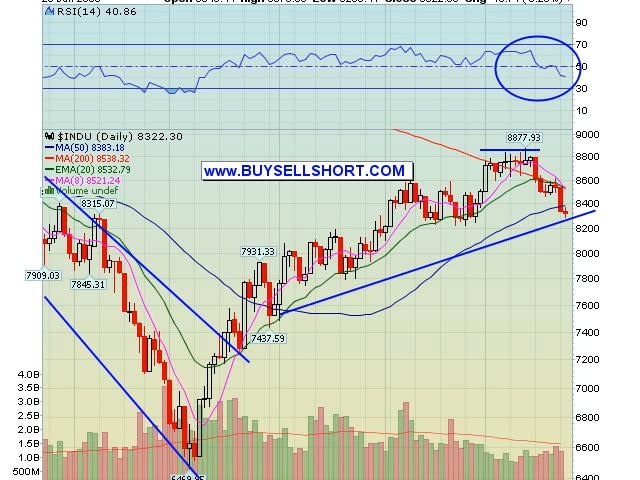 RSI(14) 40.86
90
70
50
30
10
$INDU (Daily) 8322.30
MA(50) 8383.18
MA(200) 8538.32
EMA(20) 8532.79
MA(8) 8521.24
Volume undef
www.BUYSELLSHORT.COM
8877.93
8315.07
7931.33
7909.03
7845.31
7437.59
9000
8800
8600
8400
8200
8000
7800
7600
7400
7200
7000
6800
6600
6400
4.0B
3.5B
3.0B
2.5B
2.0B
1.5B
1.0B
500M